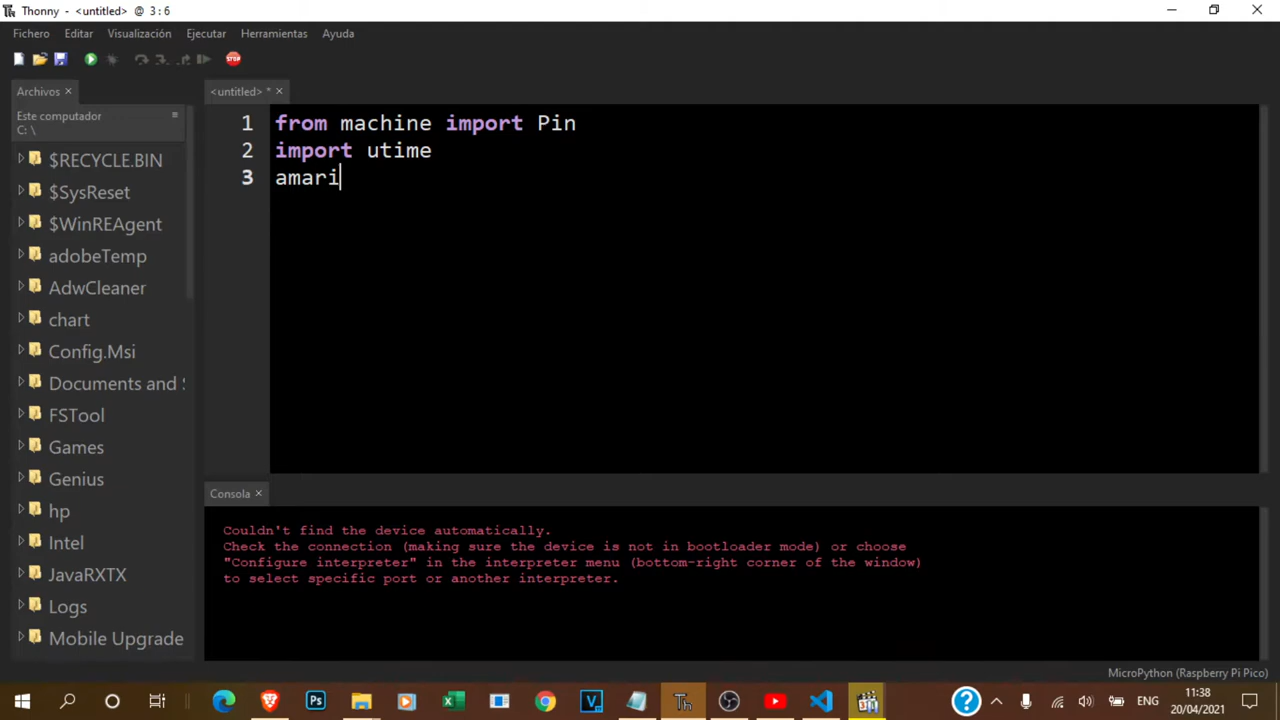 Thonny - <untitled> @ 3:6
Fichero Editar Visualización Ejecutar Herramientas Ayuda
STOP
Archivos ×
<untitled> * ×
Este computador
C:\
$RECYCLE.BIN
$SysReset
$WinREAgent
adobeTemp
AdwCleaner
chart
Config.Msi
Documents and S
FSTool
Games
Genius
hp
Intel
JavaRXTX
Logs
Mobile Upgrade
1 from machine import Pin
2 import utime
3 amari
Consola ×
Couldn't find the device automatically.
Check the connection (making sure the device is not in bootloader mode) or choose
"Configure interpreter" in the interpreter menu (bottom-right corner of the window)
to select specific port or another interpreter.
MicroPython (Raspberry Pi Pico)
Ps
Th
ENG
11:38
20/04/2021